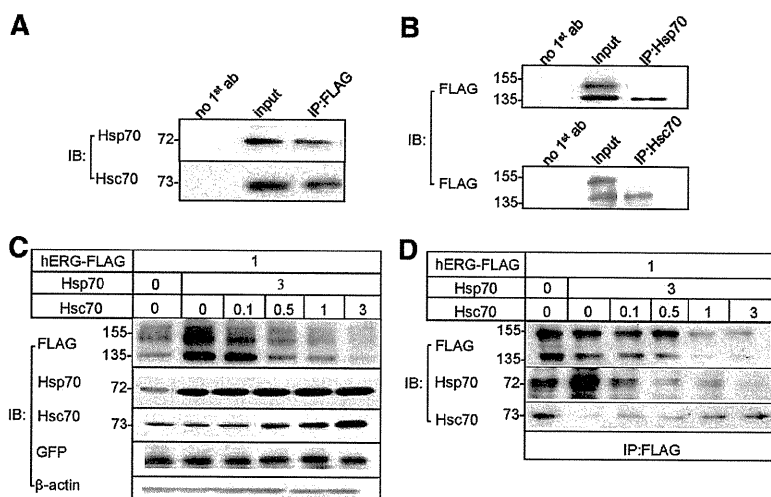 A
no 1st ab
input
IP:FLAG
IB:
Hsp70
72
Hsc70
73
B
no 1st ab
input
IP:Hsp70
IB:
FLAG
155
135
no 1st ab
input
IP:Hsc70
FLAG
155
135
C
hERG-FLAG 1
Hsp70 0 3
Hsc70 0 0 0.1 0.5 1 3
IB:
FLAG
155
135
Hsp70
72
Hsc70
73
GFP
β-actin
D
hERG-FLAG 1
Hsp70 0 3
Hsc70 0 0 0.1 0.5 1 3
IB:
FLAG
155
135
Hsp70
72
Hsc70
73
IP:FLAG